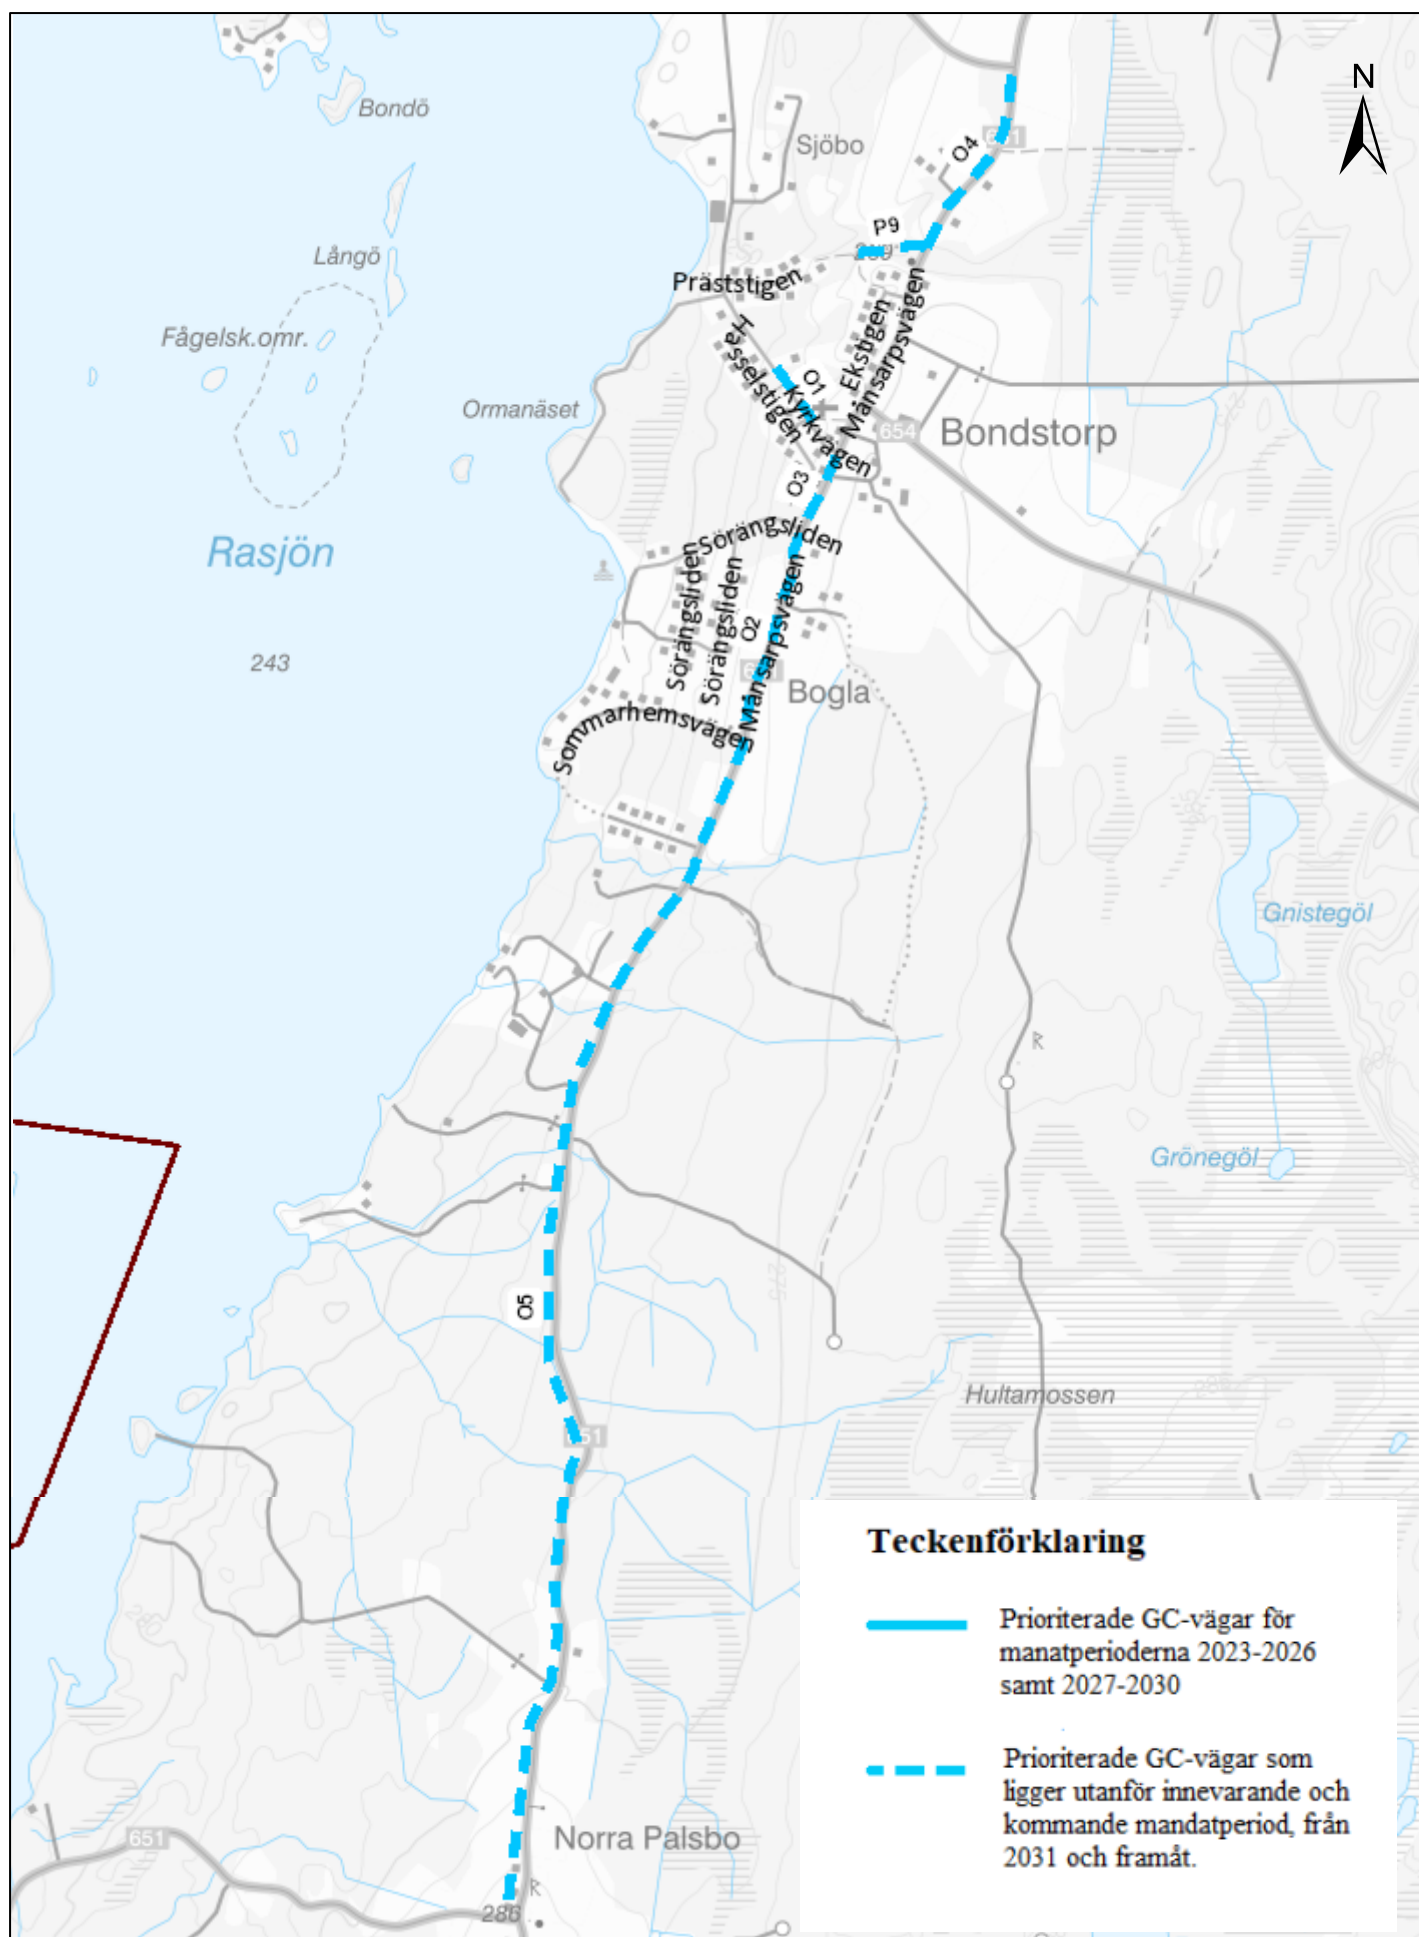 N
Bondö
Sjöbo
O4
P9
Långö
Präststigen
Fågelsk.omr.
Hasselstigen
O1
Ekstigen
Månsarpsvägen
Kyrkvägen
Ormanäset
654
Bondstorp
O3
Sörängsliden
Rasjön
Sörängsliden
Sörängsliden
O2
Månsarpsvägen
243
Bogla
Sommarhemsvägen
Gnistegöl
R
Grönegöl
275
O5
Hultamossen
Teckenförklaring
Prioriterade GC-vägar för
manatperioderna 2023-2026
samt 2027-2030
Prioriterade GC-vägar som
ligger utanför innevarande och
kommande mandatperiod, från
2031 och framåt.
651
Norra Palsbo
R
286